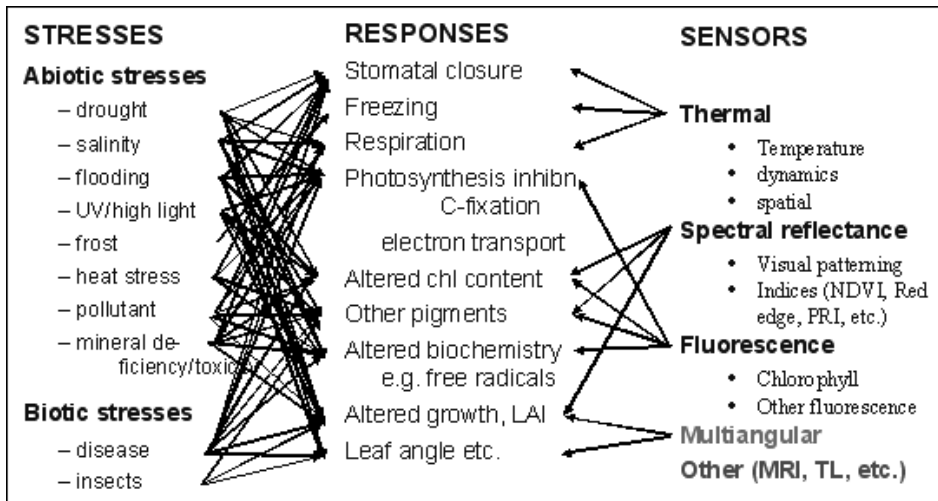 STRESSES
Abiotic stresses
– drought
– salinity
– flooding
– UV/high light
– frost
– heat stress
– pollutant
– mineral de-
ficiency/toxic
Biotic stresses
– disease
– insects
RESPONSES
Stomatal closure
Freezing
Respiration
Photosynthesis inhibn
C-fixation
electron transport
Altered chl content
Other pigments
Altered biochemistry
e.g. free radicals
Altered growth, LAI
Leaf angle etc.
SENSORS
Thermal
• Temperature
• dynamics
• spatial
Spectral reflectance
• Visual patterning
• Indices (NDVI, Red
edge, PRI, etc.)
Fluorescence
• Chlorophyll
• Other fluorescence
Multiangular
Other (MRI, TL, etc.)